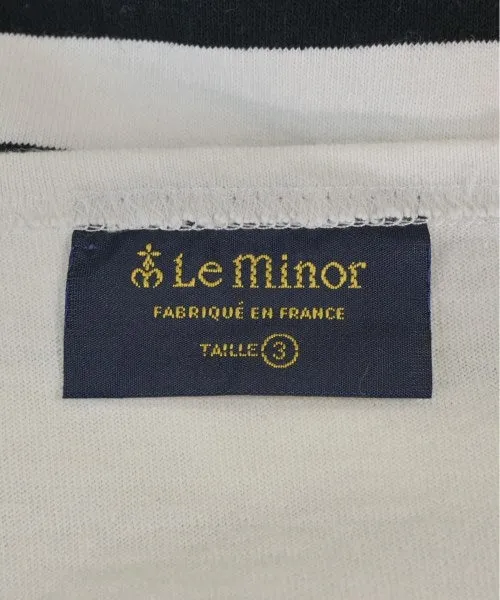 Le Minor
FABRIQUÉ EN FRANCE
TAILLE 3